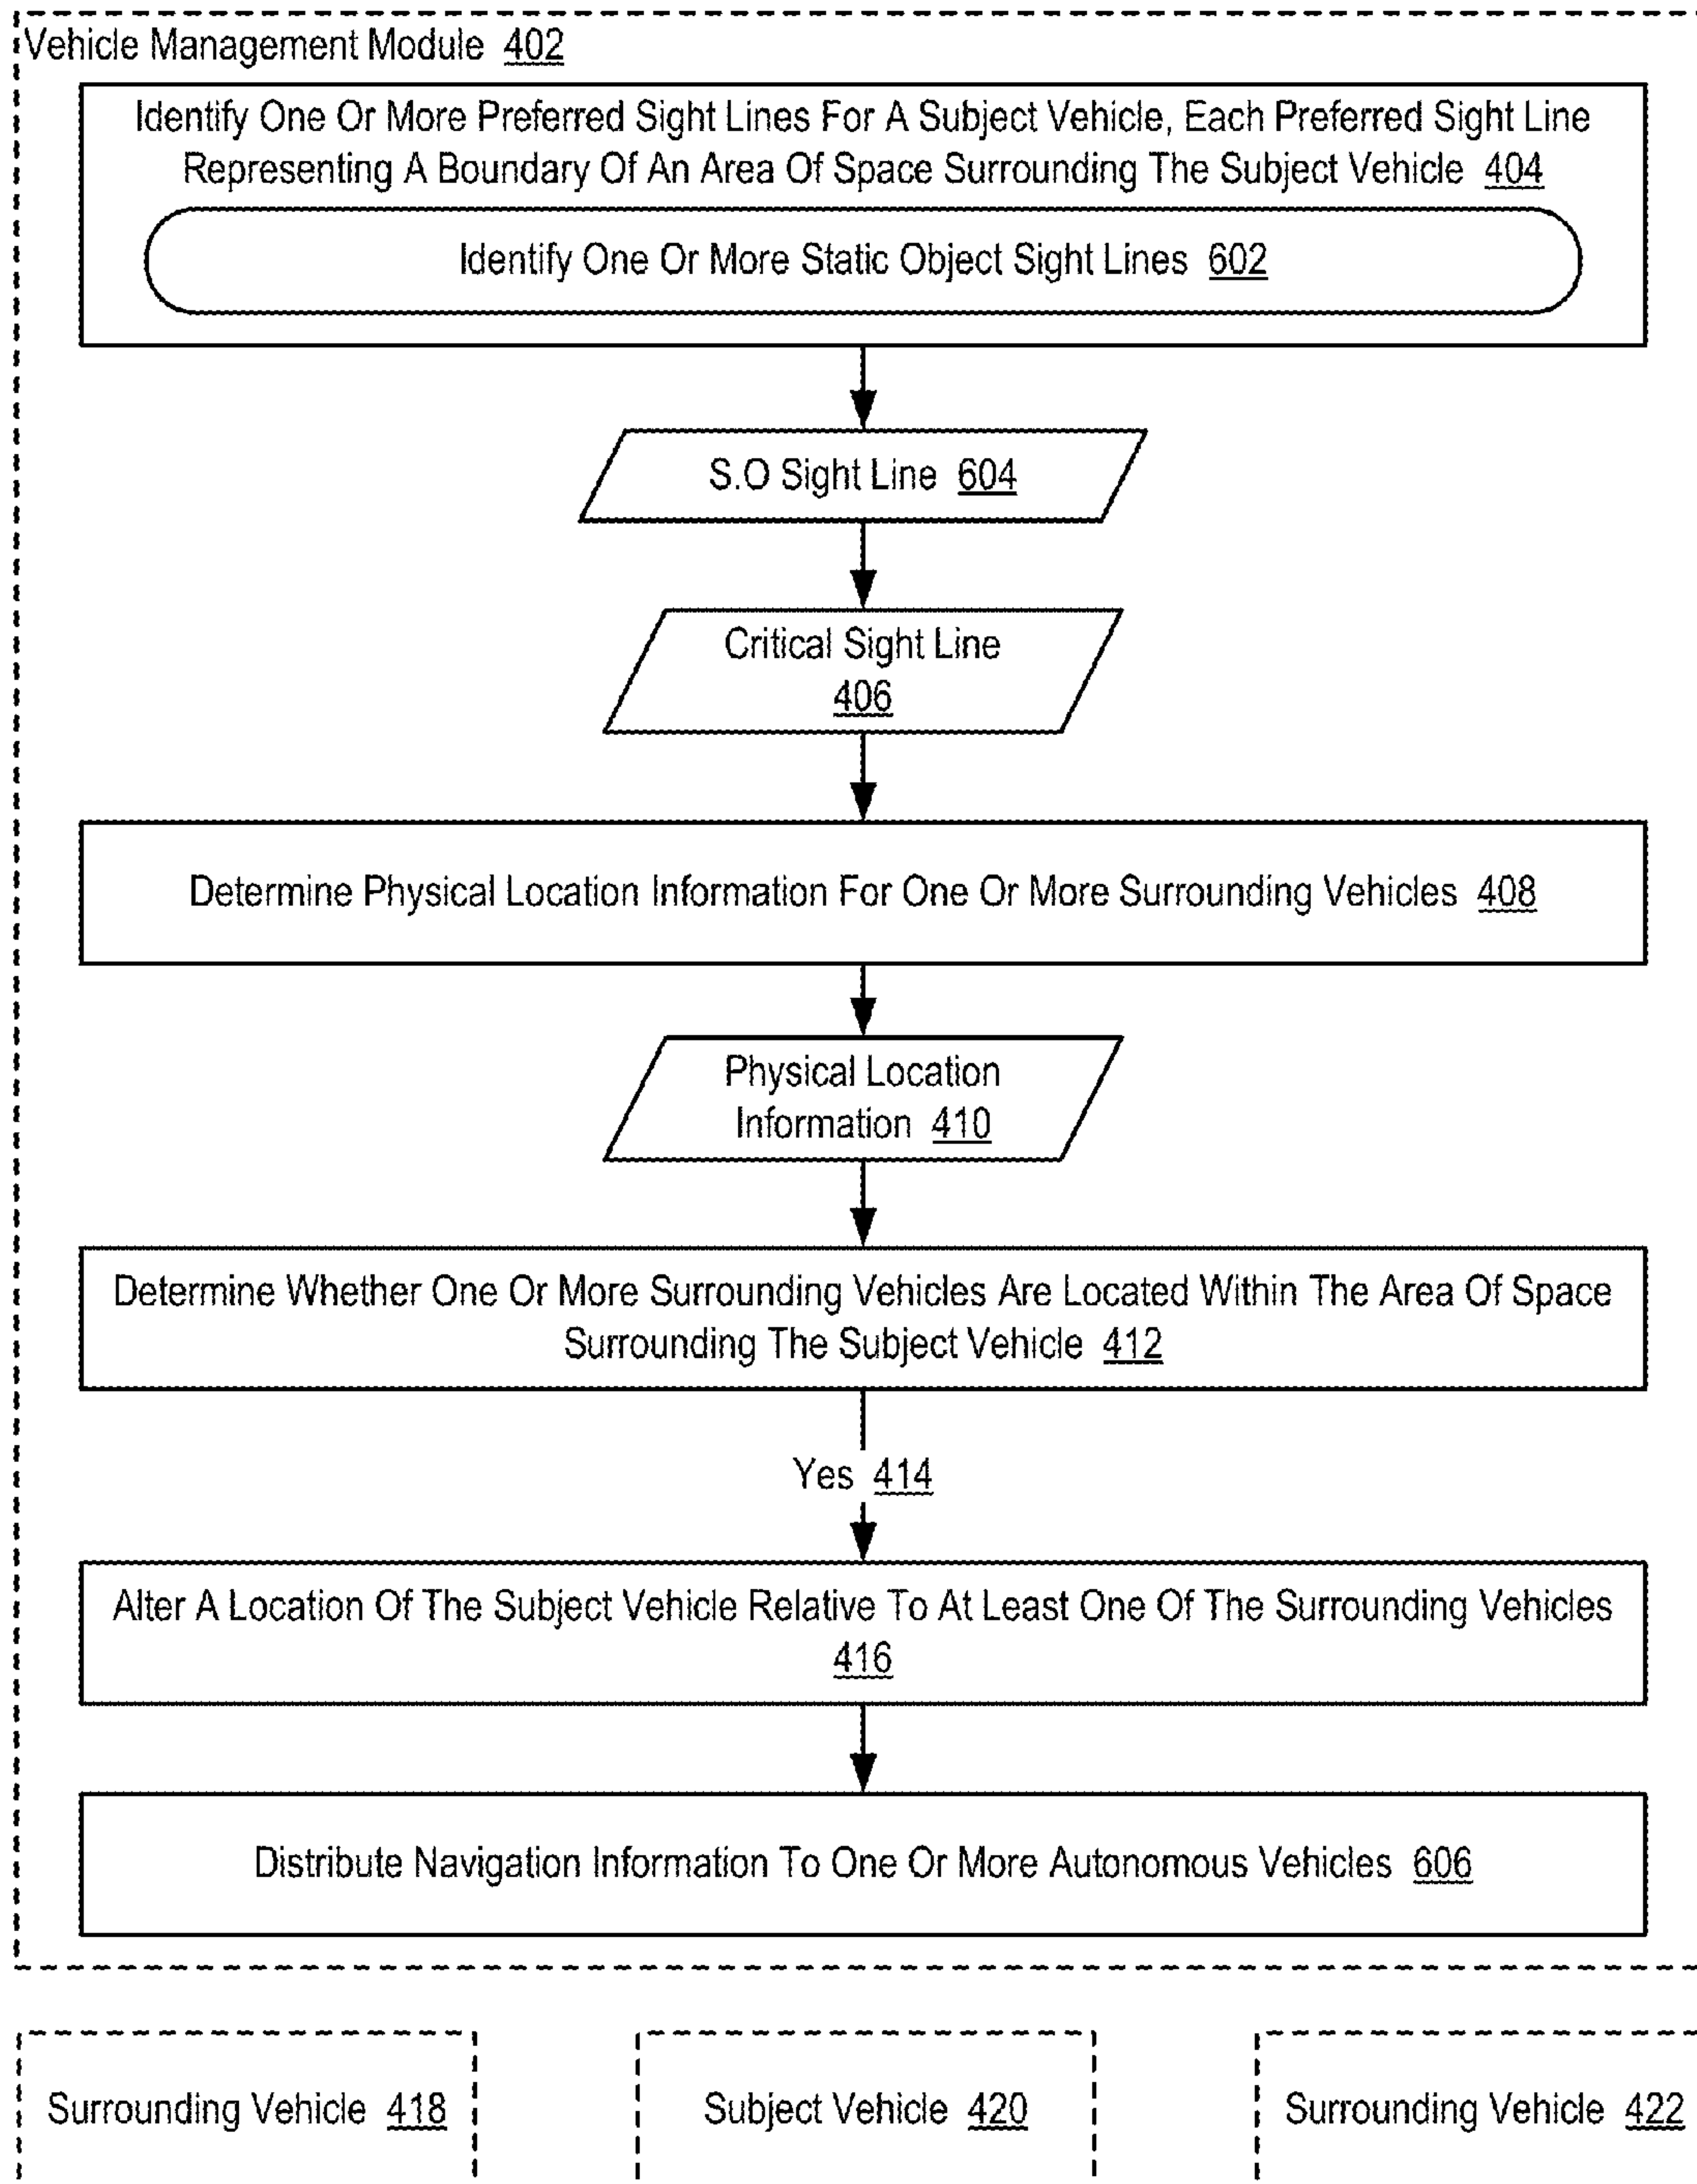 Vehicle Management Module 402
Identify One Or More Preferred Sight Lines For A Subject Vehicle, Each Preferred Sight Line
Representing A Boundary Of An Area Of Space Surrounding The Subject Vehicle 404
Identify One Or More Static Object Sight Lines 602
S.O Sight Line 604
Critical Sight Line
406
Determine Physical Location Information For One Or More Surrounding Vehicles 408
Physical Location
Information 410
Determine Whether One Or More Surrounding Vehicles Are Located Within The Area Of Space
Surrounding The Subject Vehicle 412
Yes 414
Alter A Location Of The Subject Vehicle Relative To At Least One Of The Surrounding Vehicles
416
Distribute Navigation Information To One Or More Autonomous Vehicles 606
Surrounding Vehicle 418
Subject Vehicle 420
Surrounding Vehicle 422